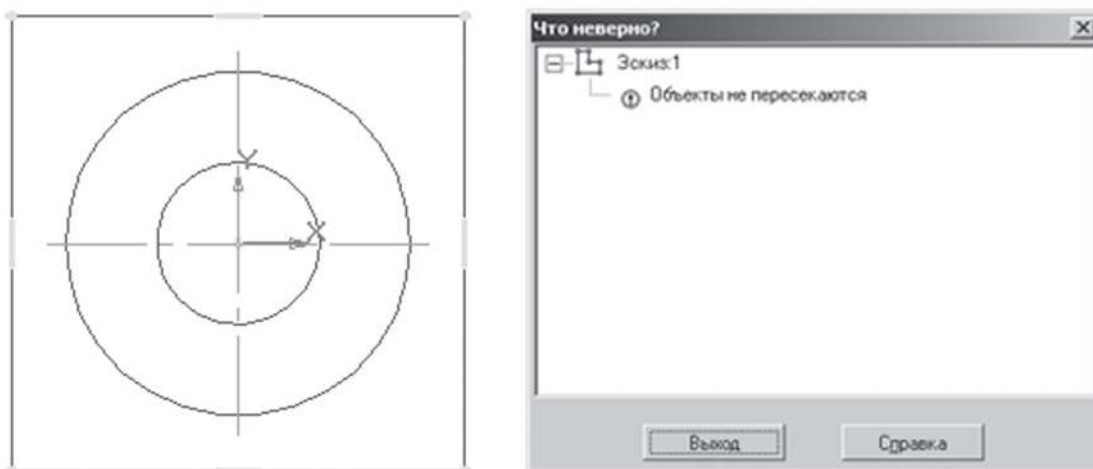 Y
X
Что неверно?
Эскиз:1
Объекты не пересекаются
Выход
Справка